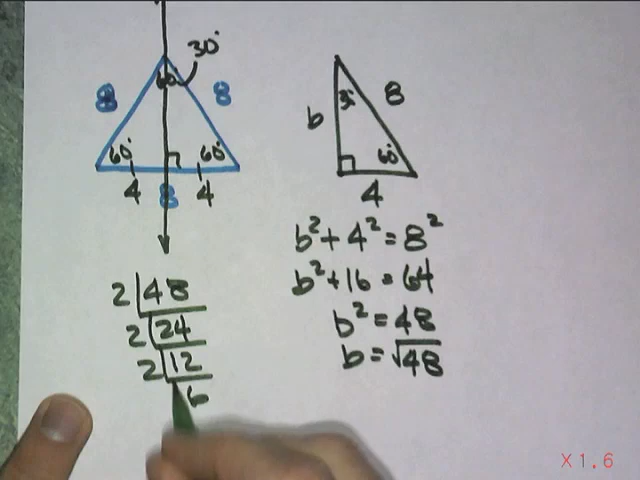 30°
60°
8 8
60° 60°
4 8 4
b 30 8
60°
4
b² + 4² = 8²
b² + 16 = 64
b² = 48
b = √48
2 48
2 24
2 12
6
X1.6